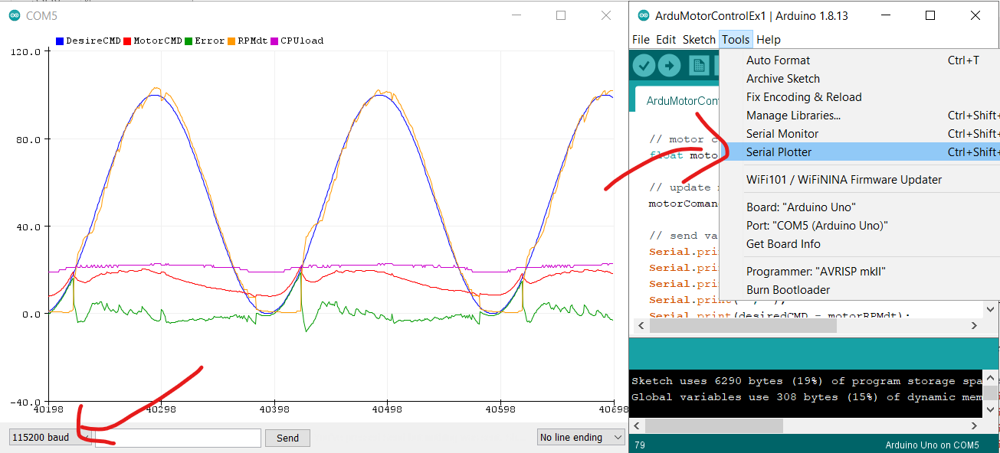 COM5
DesireCMD MotorCMD Error RPMdt CPUload
120.0
80.0
40.0
0.0
-40.0
40198 40298 40398 40498 40598 40698
115200 baud Send No line ending
ArduMotorControlEx1 | Arduino 1.8.13
File Edit Sketch Tools Help
Auto Format Ctrl+T
Archive Sketch
Fix Encoding & Reload
Manage Libraries... Ctrl+Shift+
Serial Monitor Ctrl+Shift+
Serial Plotter Ctrl+Shift+
WiFi101 / WiFiNINA Firmware Updater
Board: "Arduino Uno"
Port: "COM5 (Arduino Uno)"
Get Board Info
Programmer: "AVRISP mkII"
Burn Bootloader
ArduMotorCont
// motor c
float moto
// update
motorComan
// send va
Serial.pri
Serial.pri
Serial.pri
Serial.print
Serial.print(desiredCMD - motorRPMdt);
Sketch uses 6290 bytes (19%) of program storage spa
Global variables use 308 bytes (15%) of dynamic mem
79 Arduino Uno on COM5